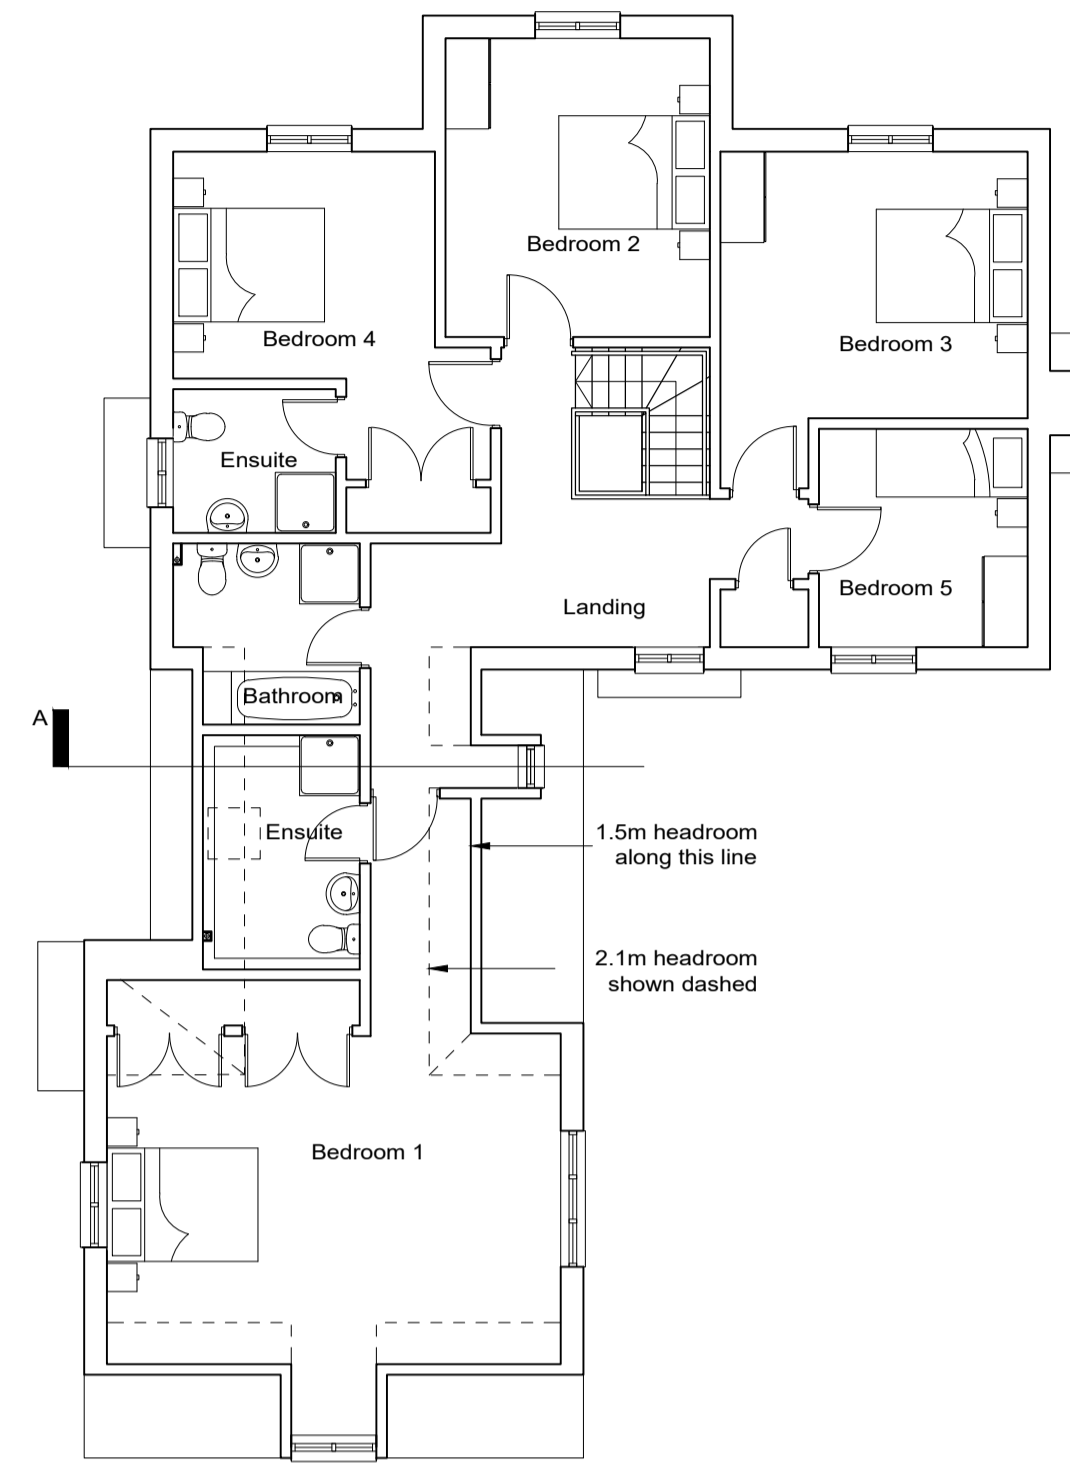 Bedroom 2
Bedroom 4
Bedroom 3
Ensuite
Bedroom 5
Landing
Bathroom
A
Ensuite
1.5m headroom
along this line
2.1m headroom
shown dashed
Bedroom 1